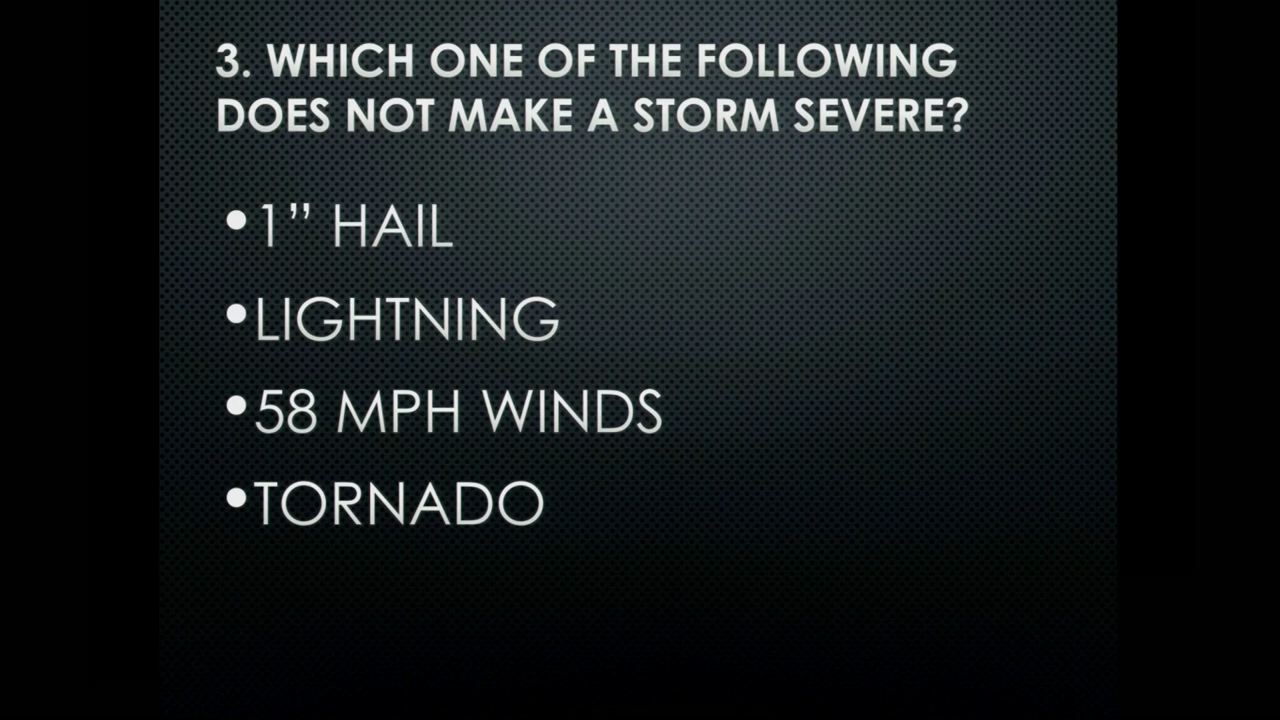 3. WHICH ONE OF THE FOLLOWING
DOES NOT MAKE A STORM SEVERE?
•1” HAIL
•LIGHTNING
•58 MPH WINDS
•TORNADO